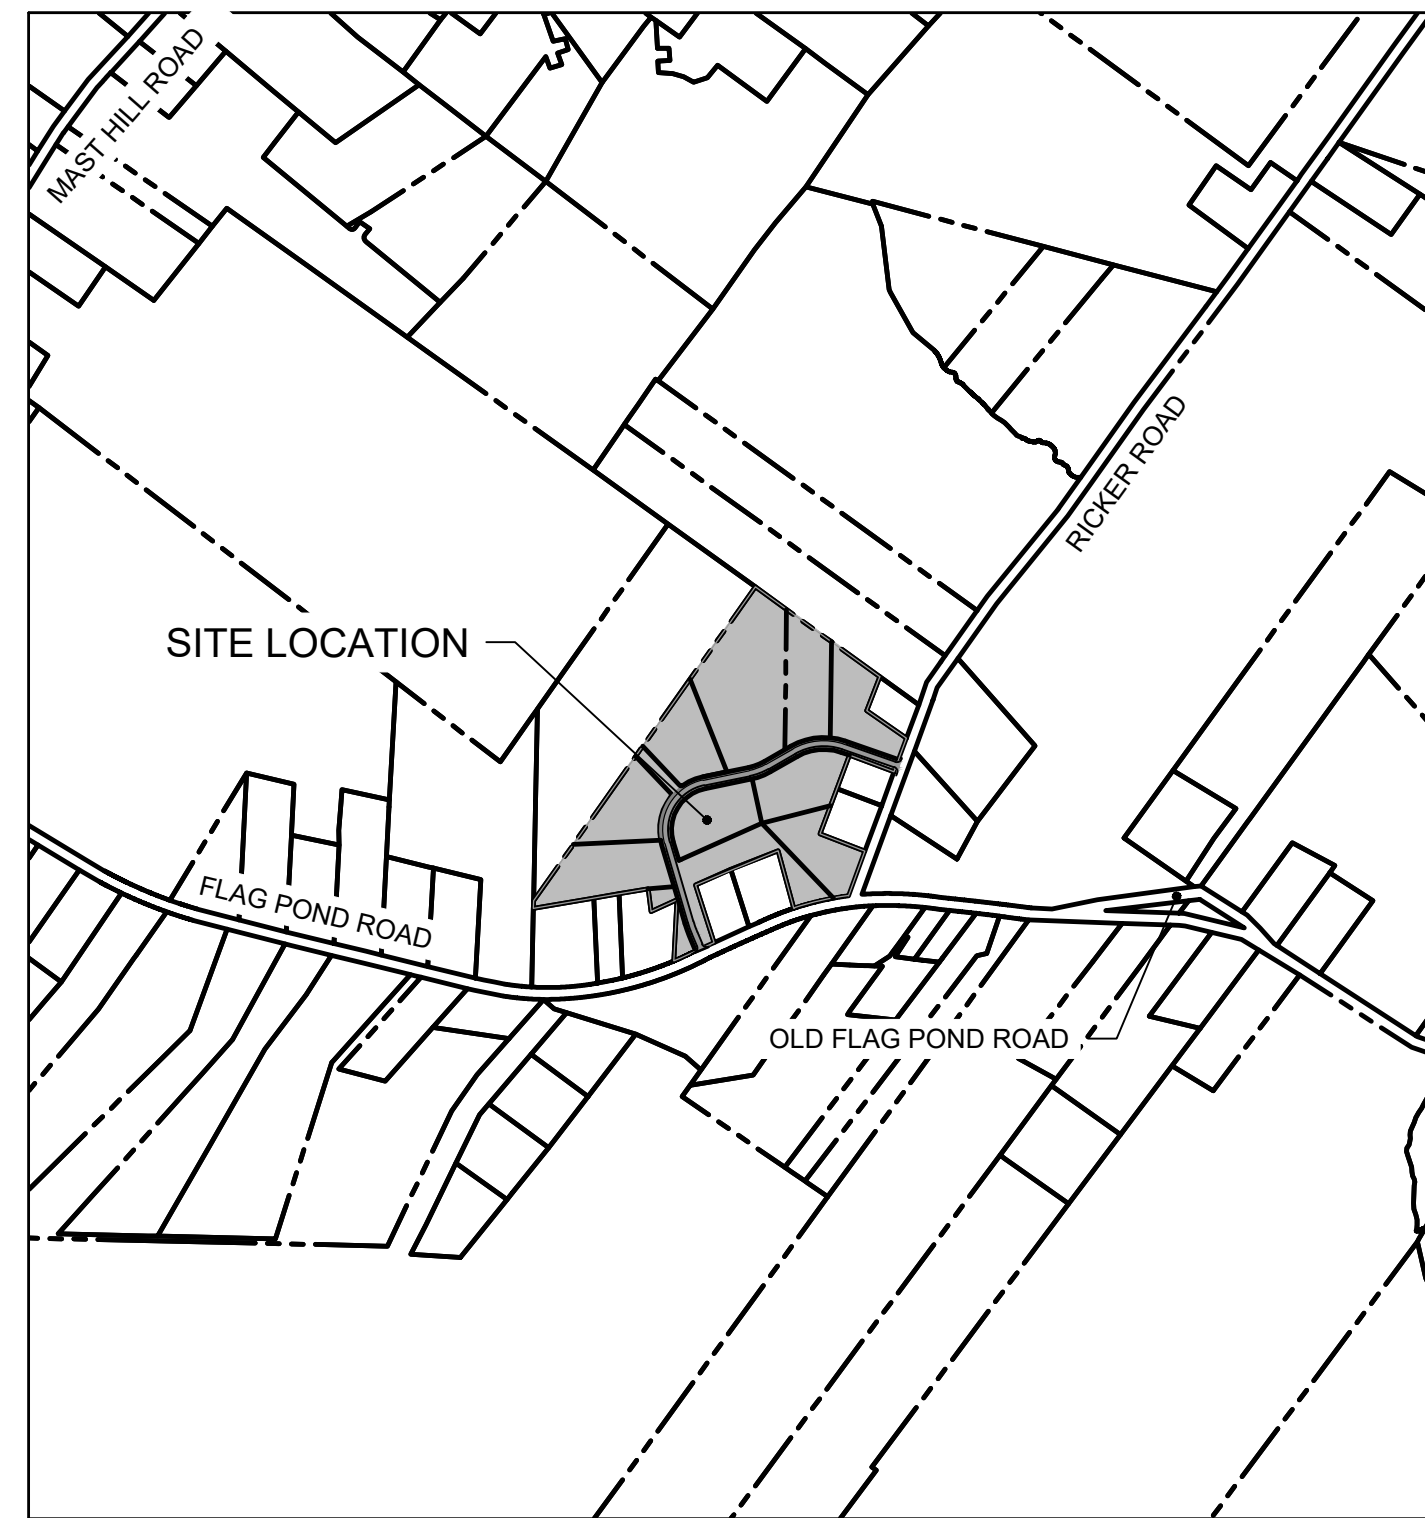 MAST HILL ROAD
RICKER ROAD
SITE LOCATION
FLAG POND ROAD
OLD FLAG POND ROAD